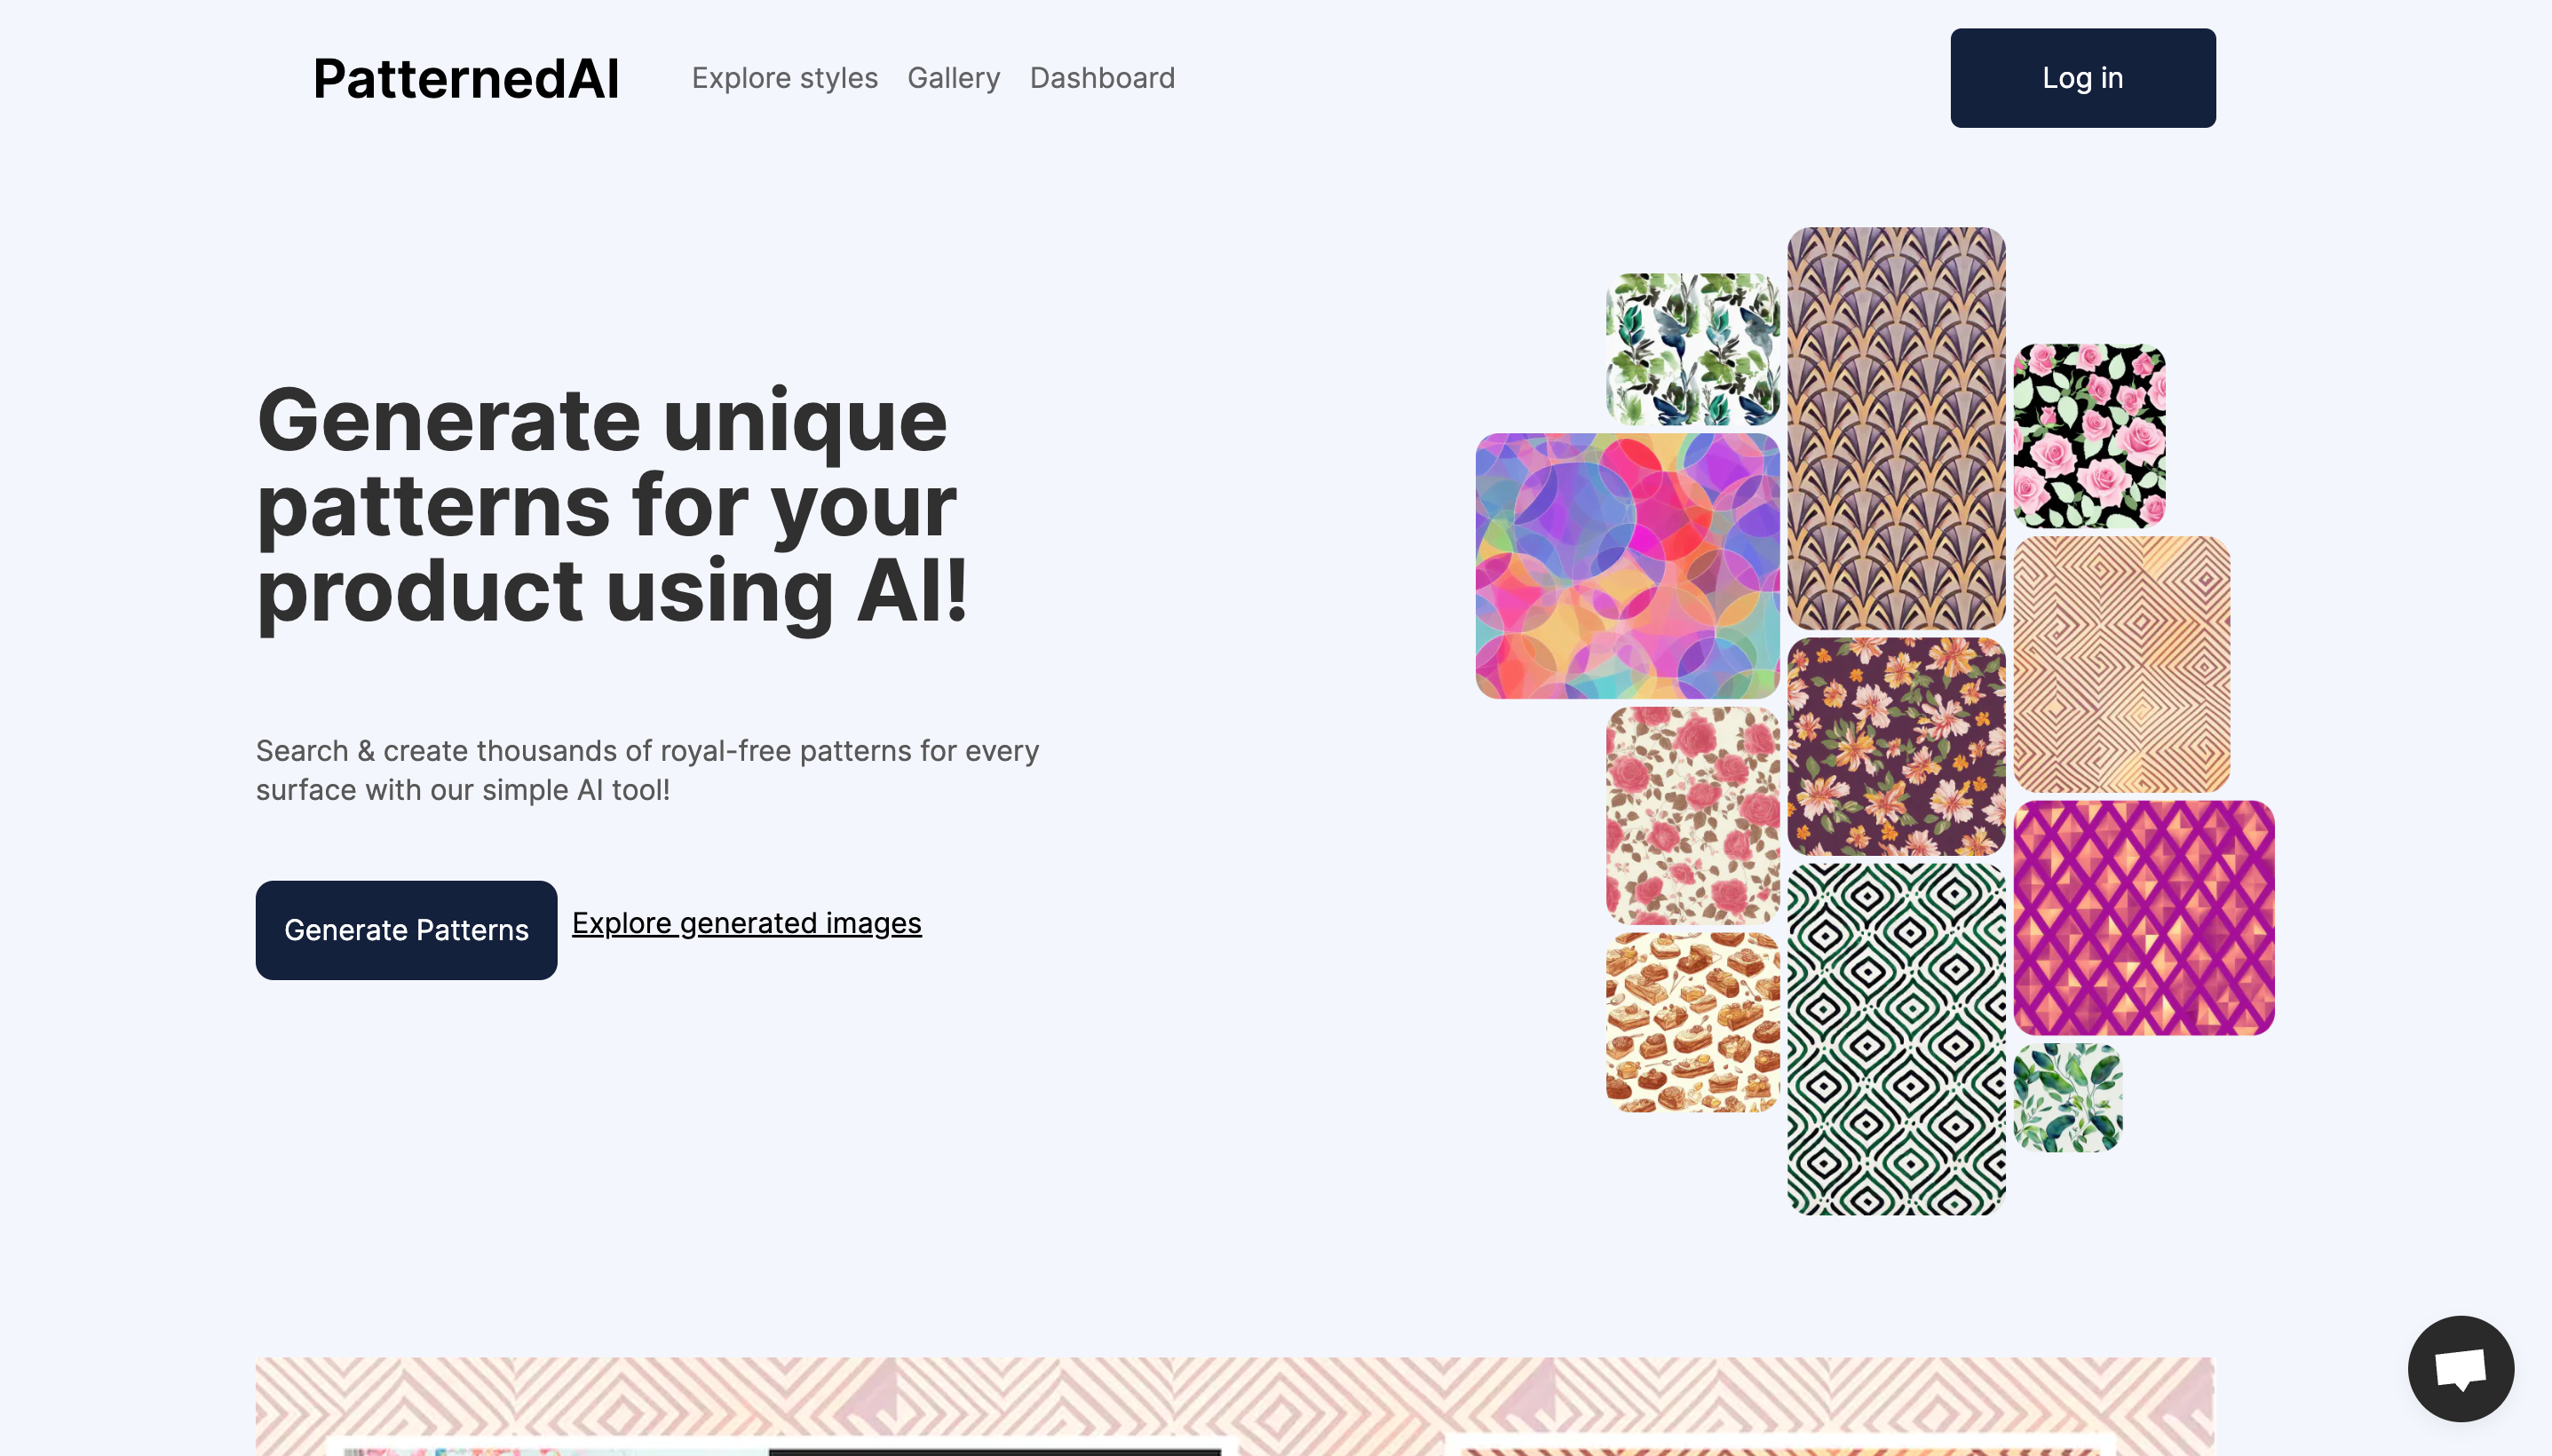 PatternedAI
Explore styles
Gallery
Dashboard
Log in
Generate unique
patterns for your
product using AI!
Search & create thousands of royal-free patterns for every
surface with our simple AI tool!
Generate Patterns
Explore generated images